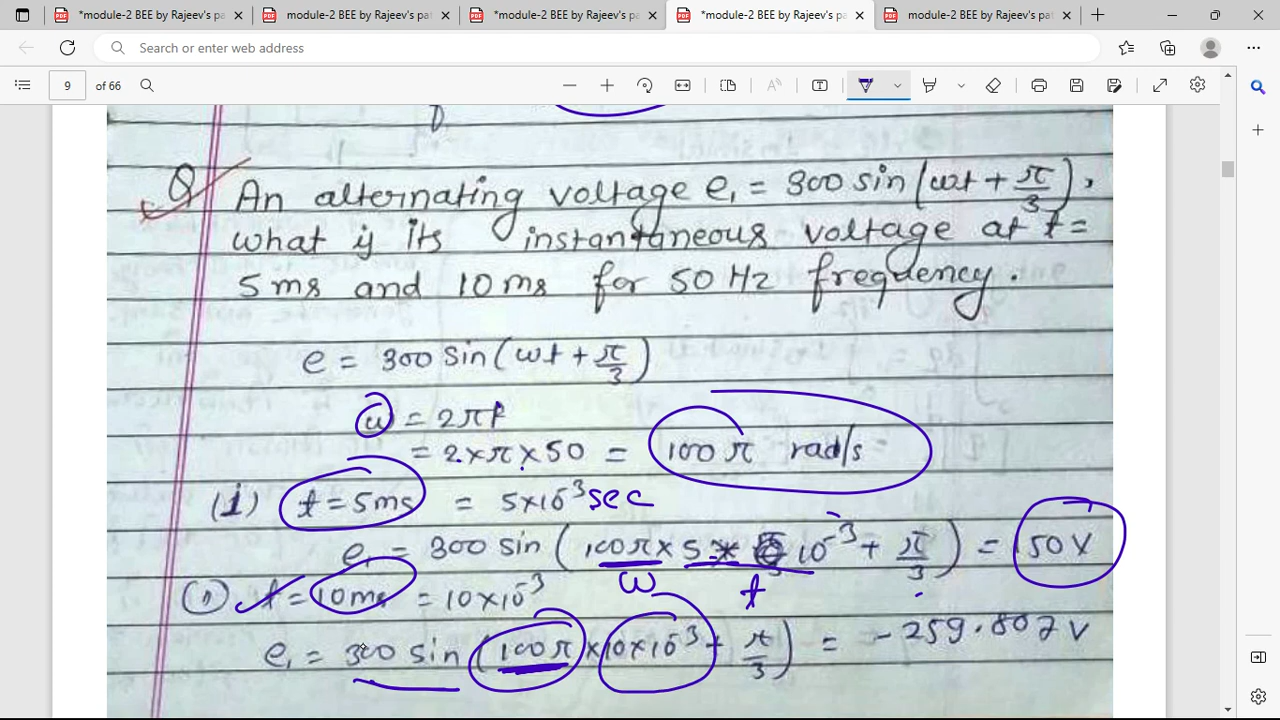 *module-2 BEE by Rajeev's pa
module-2 BEE by Rajeev's pat
*module-2 BEE by Rajeev's pa
*module-2 BEE by Rajeev's pa
module-2 BEE by Rajeev's pat
Search or enter web address
9 of 66
Q An alternating voltage e₁ = 300 sin (ωt + π/3),
what is its instantaneous voltage at t =
5 ms and 10 ms for 50 Hz frequency.
e = 300 sin (ωt + π/3)
ω = 2πf
= 2×π×50 = 100π rad/s
(i) t = 5ms = 5×10⁻³ sec
e₁ = 300 sin ( 100π × 5 × 10⁻³ + π/3 ) = 150 V
ω t
(i) t = 10ms = 10×10⁻³
e₁ = 300 sin (100π × 10×10⁻³ + π/3) = -259.807 V